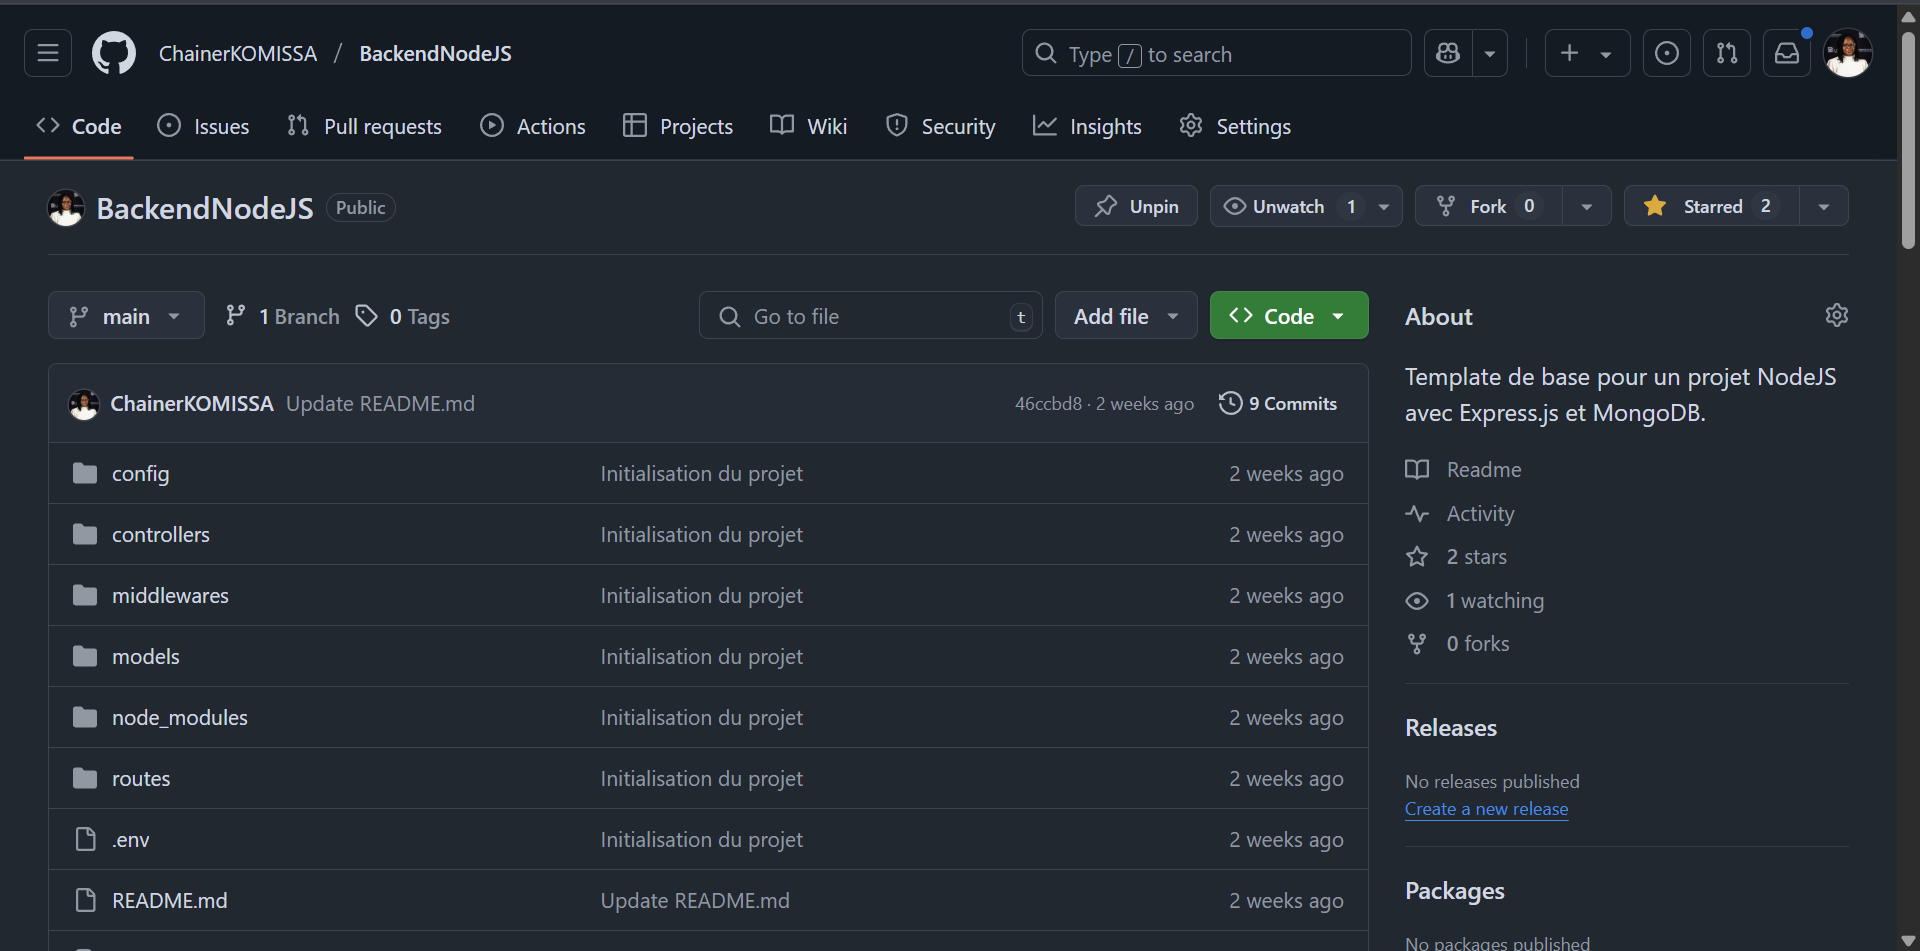 ChainerKOMISSA / BackendNodeJS
Type / to search
Code Issues Pull requests Actions Projects Wiki Security Insights Settings
BackendNodeJS Public
Unpin Unwatch 1 Fork 0 Starred 2
main 1 Branch 0 Tags
Go to file t Add file Code
ChainerKOMISSA Update README.md 46ccbd8 · 2 weeks ago 9 Commits
config Initialisation du projet 2 weeks ago
controllers Initialisation du projet 2 weeks ago
middlewares Initialisation du projet 2 weeks ago
models Initialisation du projet 2 weeks ago
node_modules Initialisation du projet 2 weeks ago
routes Initialisation du projet 2 weeks ago
.env Initialisation du projet 2 weeks ago
README.md Update README.md 2 weeks ago
About
Template de base pour un projet NodeJS
avec Express.js et MongoDB.
Readme
Activity
2 stars
1 watching
0 forks
Releases
No releases published
Create a new release
Packages
No packages published